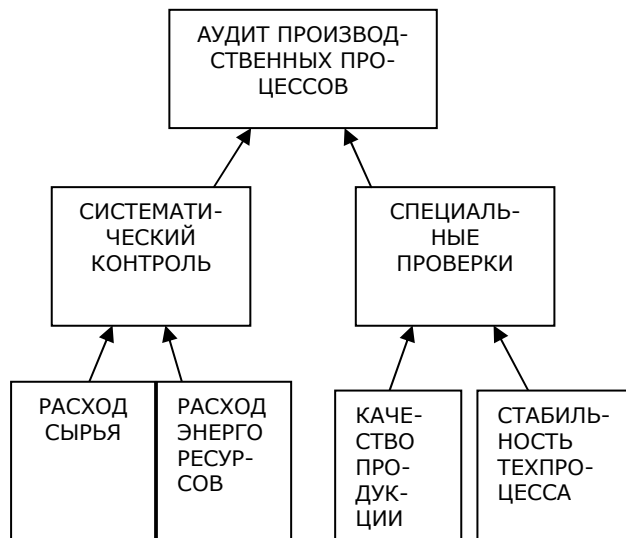 АУДИТ ПРОИЗВОД-
СТВЕННЫХ ПРО-
ЦЕССОВ
СИСТЕМАТИ-
ЧЕСКИЙ
КОНТРОЛЬ
СПЕЦИАЛЬ-
НЫЕ
ПРОВЕРКИ
РАСХОД
СЫРЬЯ
РАСХОД
ЭНЕРГО
РЕСУР-
СОВ
КАЧЕ-
СТВО
ПРО-
ДУК-
ЦИИ
СТАБИЛЬ-
НОСТЬ
ТЕХПРО-
ЦЕССА